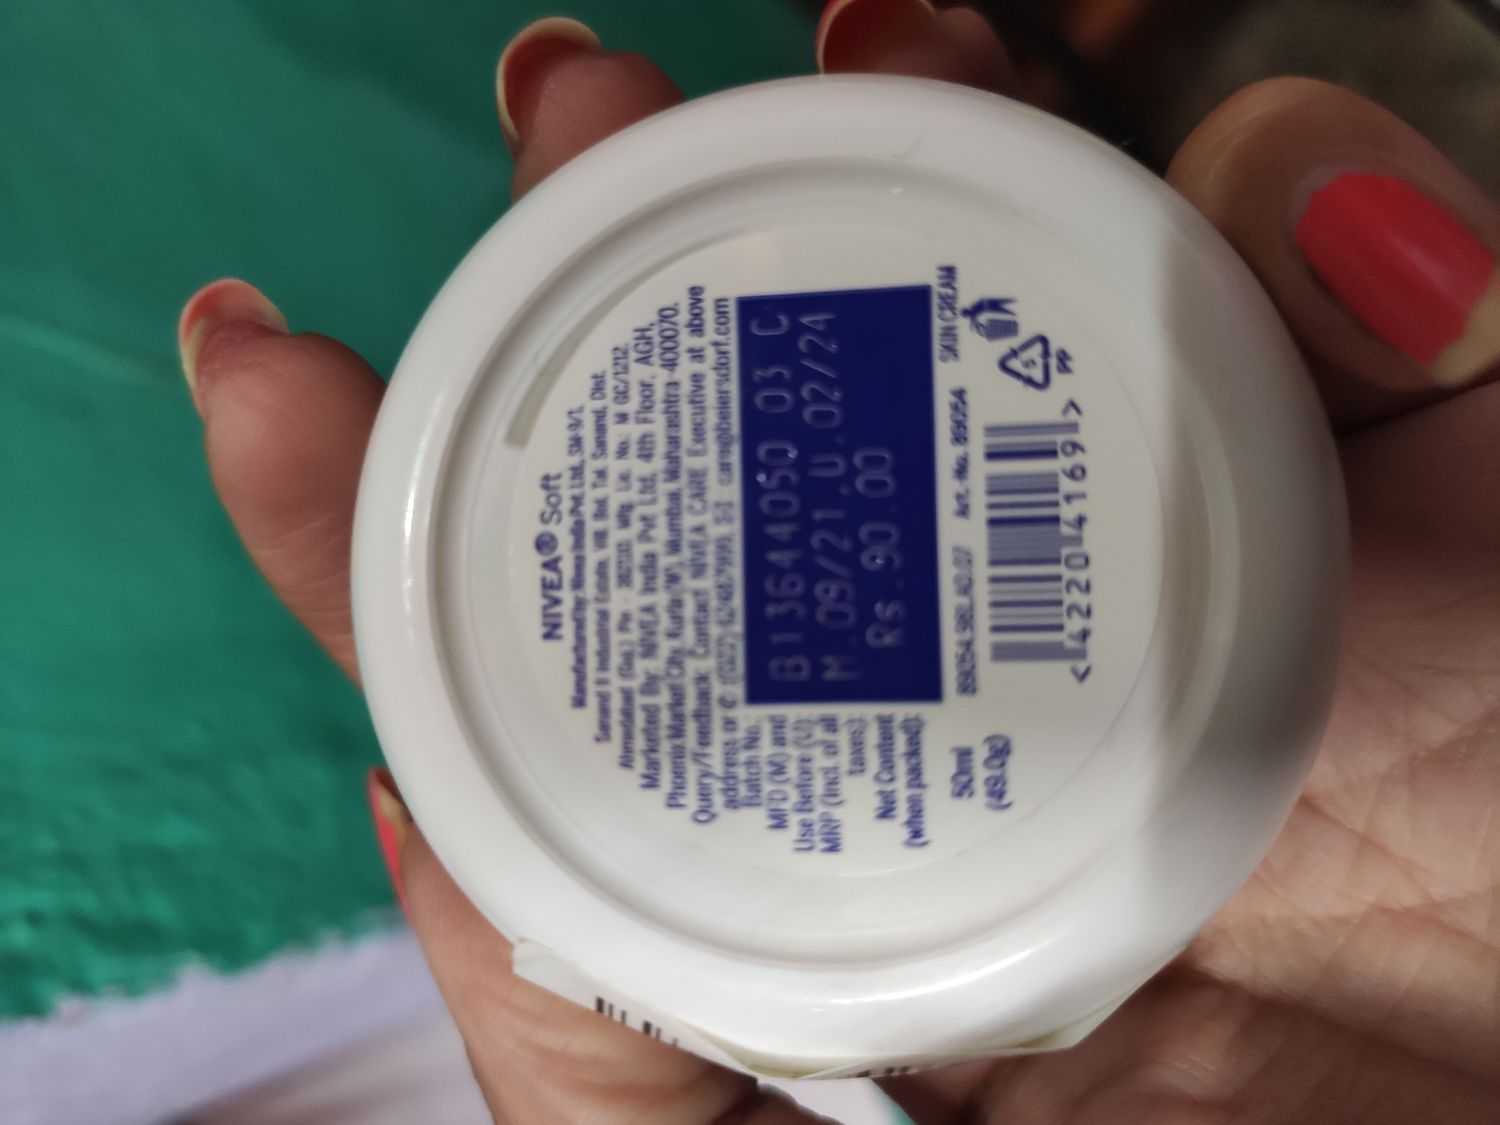 NIVEA® Soft
Manufactured by: Nivea India Pvt. Ltd., SM-9/1,
Sanand II Industrial Estate, Vill. Bol, Tal. Sanand, Dist.
Ahmedabad (Guj.) Pin - 382110. Mfg. Lic. No.: M GC/1212.
Marketed By: NIVEA India Pvt Ltd, 4th Floor, AGH,
Phoenix Market City, Kurla (W), Mumbai, Maharashtra-400070.
Query/Feedback: Contact NIVEA CARE Executive at above
address or care@beiersdorf.com
Batch No.: B13644050 03 C
MFD (M) and
Use Before (U): M.09/21.U.02/24
MRP (Incl. of all
taxes): Rs.90.00
Net Content
(when packed):
SKIN CREAM
50ml
(49.0g)
Art.-No. 89054
PP
5
<42204169>